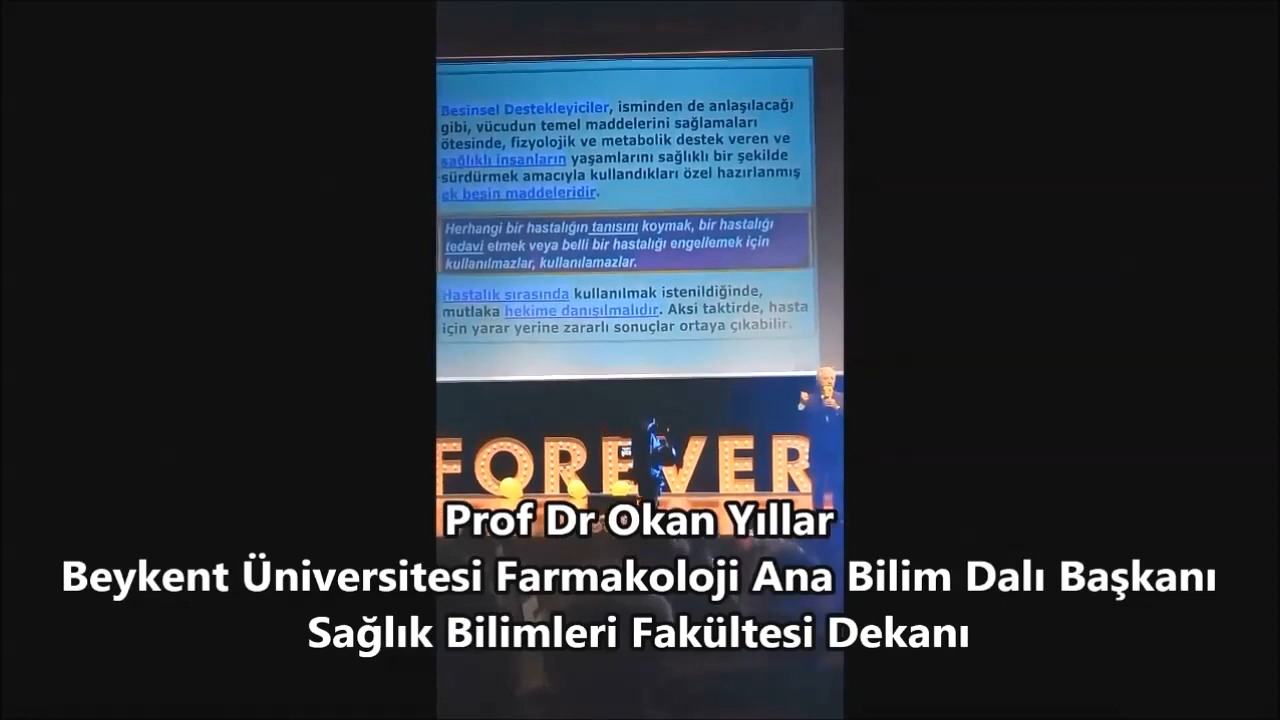 Besinsel Destekleyiciler, isminden de anlaşılacağı
gibi, vücudun temel maddelerini sağlamaları
ötesinde, fizyolojik ve metabolik destek veren ve
sağlıklı insanların yaşamlarını sağlıklı bir şekilde
sürdürmek amacıyla kullandıkları özel hazırlanmış
ek besin maddeleridir.
Herhangi bir hastalığın tanısını koymak, bir hastalığı
tedavi etmek veya belli bir hastalığı engellemek için
kullanılmazlar, kullanılamazlar.
Hastalık sırasında kullanılmak istenildiğinde,
mutlaka hekime danışılmalıdır. Aksi taktirde, hasta
için yarar yerine zararlı sonuçlar ortaya çıkabilir.
FOREVER
Prof Dr Okan Yıllar
Beykent Üniversitesi Farmakoloji Ana Bilim Dalı Başkanı
Sağlık Bilimleri Fakültesi Dekanı